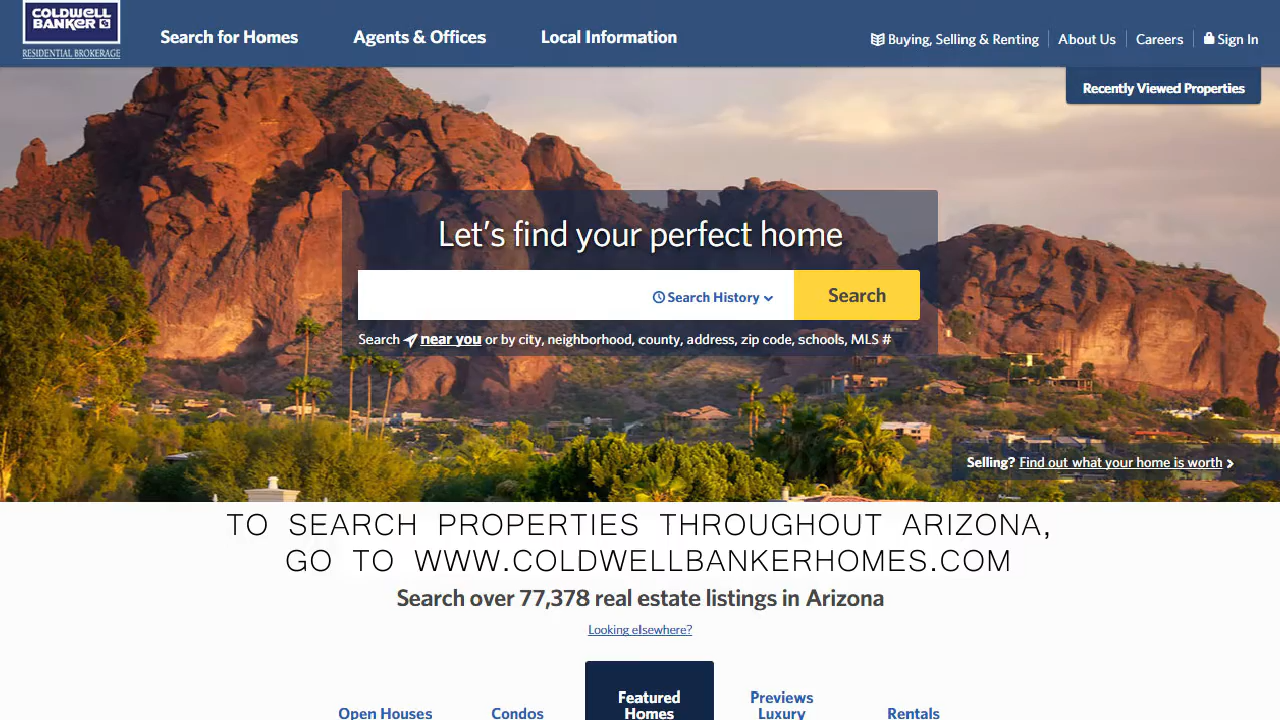 COLDWELL
BANKER
RESIDENTIAL BROKERAGE
Search for Homes
Agents & Offices
Local Information
Buying, Selling & Renting
About Us
Careers
Sign In
Recently Viewed Properties
Let's find your perfect home
Search History
Search
Search near you or by city, neighborhood, county, address, zip code, schools, MLS #
Selling? Find out what your home is worth
TO SEARCH PROPERTIES THROUGHOUT ARIZONA,
GO TO WWW.COLDWELLBANKERHOMES.COM
Search over 77,378 real estate listings in Arizona
Looking elsewhere?
Open Houses
Condos
Featured
Homes
Previews
Luxury
Rentals